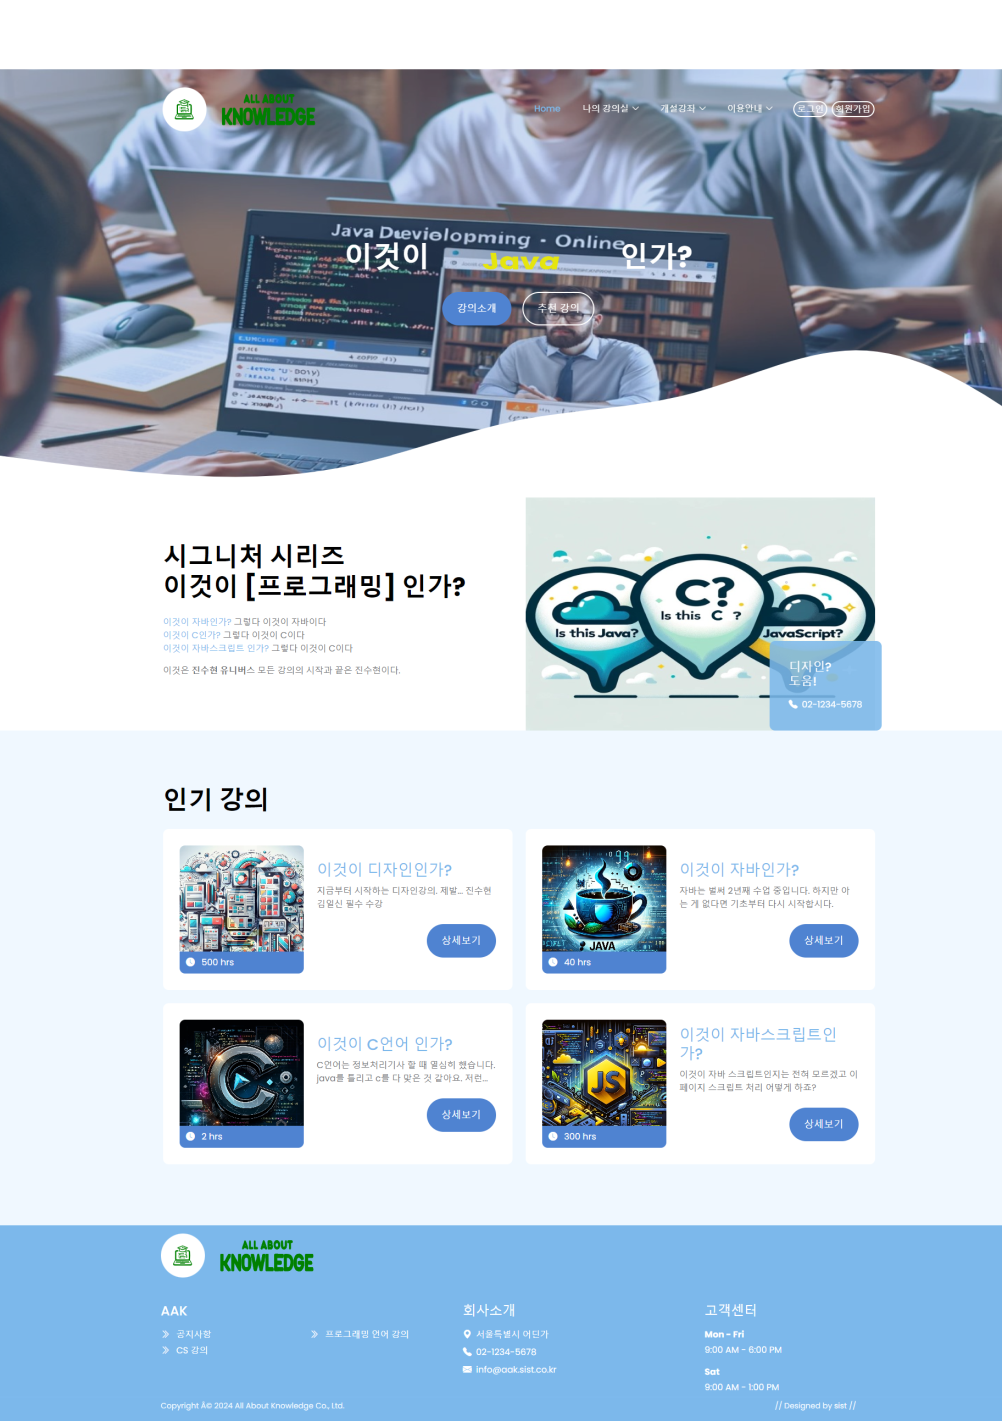 ALL ABOUT
KNOWLEDGE
Home
나의 강의실
개설강좌
이용안내
로그인
회원가입
Java Dueviolopming - Online
이것이 Java 인가?
강의소개
추천 강의
시그니처 시리즈
이것이 [프로그래밍] 인가?
이것이 자바인가? 그렇다 이것이 자바이다
이것이 C인가? 그렇다 이것이 C이다
이것이 자바스크립트 인가? 그렇다 이것이 C이다
이것은 진수현 유니버스 모든 강의의 시작과 끝은 진수현이다.
Is this Java?
C?
Is this C ?
JavaScript?
디자인?
도움!
02-1234-5678
인기 강의
이것이 디자인인가?
지금부터 시작하는 디자인강의. 제발... 진수현
김일신 필수 수강
상세보기
500 hrs
이것이 자바인가?
자바는 벌써 2년째 수업 중입니다. 하지만 아
는 게 없다면 기초부터 다시 시작합시다.
상세보기
JAVA
40 hrs
이것이 C언어 인가?
C언어는 정보처리기사 할 때 열심히 했습니다.
java를 틀리고 c를 다 맞은 것 같아요. 저런...
상세보기
C
2 hrs
이것이 자바스크립트인
가?
이것이 자바 스크립트인지는 전혀 모르겠고 이
페이지 스크립트 처리 어떻게 하죠?
상세보기
JS
300 hrs
ALL ABOUT
KNOWLEDGE
AAK
공지사항
프로그래밍 언어 강의
CS 강의
회사소개
서울특별시 어딘가
02-1234-5678
info@aak.sist.co.kr
고객센터
Mon - Fri
9:00 AM - 6:00 PM
Sat
9:00 AM - 1:00 PM
Copyright Â© 2024 All About Knowledge Co., Ltd.
// Designed by sist //